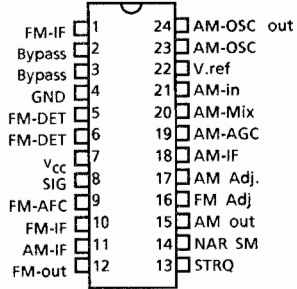 FM-IF 1 24 AM-OSC out
Bypass 2 23 AM-OSC
Bypass 3 22 V.ref
GND 4 21 AM-in
FM-DET 5 20 AM-Mix
FM-DET 6 19 AM-AGC
VCC 7 18 AM-IF
SIG 8 17 AM Adj.
FM-AFC 9 16 FM Adj
FM-IF 10 15 AM out
AM-IF 11 14 NAR SM
FM-out 12 13 STRQ